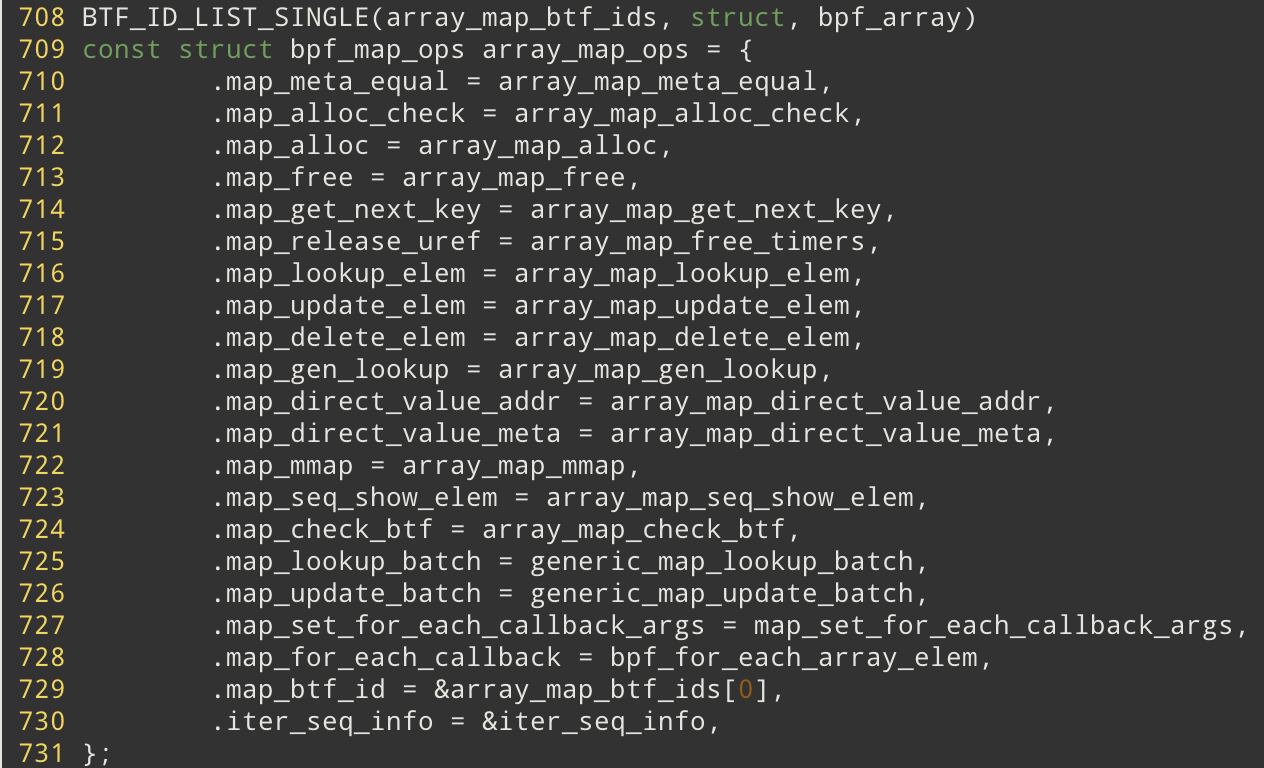 708 BTF_ID_LIST_SINGLE(array_map_btf_ids, struct, bpf_array)
709 const struct bpf_map_ops array_map_ops = {
710         .map_meta_equal = array_map_meta_equal,
711         .map_alloc_check = array_map_alloc_check,
712         .map_alloc = array_map_alloc,
713         .map_free = array_map_free,
714         .map_get_next_key = array_map_get_next_key,
715         .map_release_uref = array_map_free_timers,
716         .map_lookup_elem = array_map_lookup_elem,
717         .map_update_elem = array_map_update_elem,
718         .map_delete_elem = array_map_delete_elem,
719         .map_gen_lookup = array_map_gen_lookup,
720         .map_direct_value_addr = array_map_direct_value_addr,
721         .map_direct_value_meta = array_map_direct_value_meta,
722         .map_mmap = array_map_mmap,
723         .map_seq_show_elem = array_map_seq_show_elem,
724         .map_check_btf = array_map_check_btf,
725         .map_lookup_batch = generic_map_lookup_batch,
726         .map_update_batch = generic_map_update_batch,
727         .map_set_for_each_callback_args = map_set_for_each_callback_args,
728         .map_for_each_callback = bpf_for_each_array_elem,
729         .map_btf_id = &array_map_btf_ids[0],
730         .iter_seq_info = &iter_seq_info,
731 };